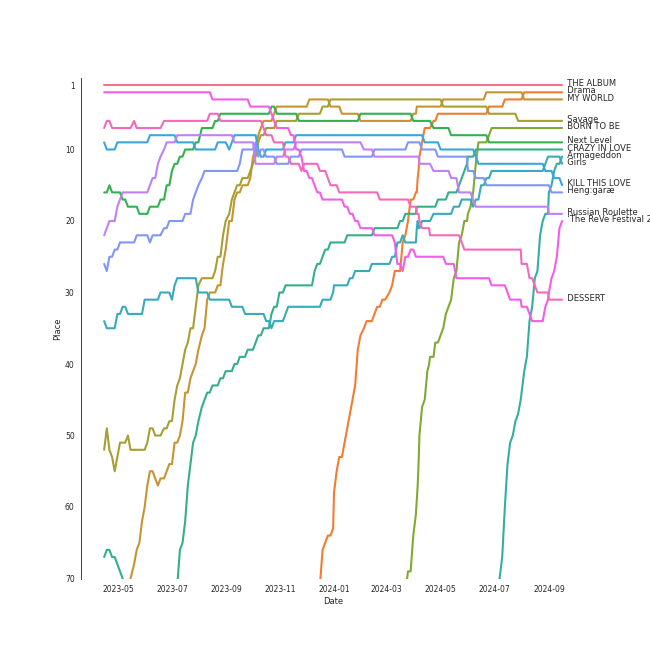 THE ALBUM
Drama
MY WORLD
Savage
BORN TO BE
Next Level
CRAZY IN LOVE
Armageddon
Girls
KILL THIS LOVE
Heng:garæ
Russian Roulette
'The ReVe Festival 2
DESSERT
1
10
20
30
40
50
60
70
Place
2023-05 2023-07 2023-09 2023-11 2024-01 2024-03 2024-05 2024-07 2024-09
Date